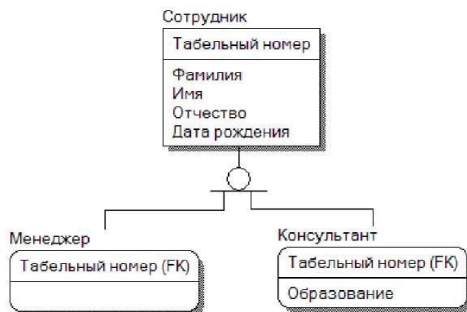 Сотрудник
Табельный номер
Фамилия
Имя
Отчество
Дата рождения
Менеджер
Табельный номер (FK)
Консультант
Табельный номер (FK)
Образование